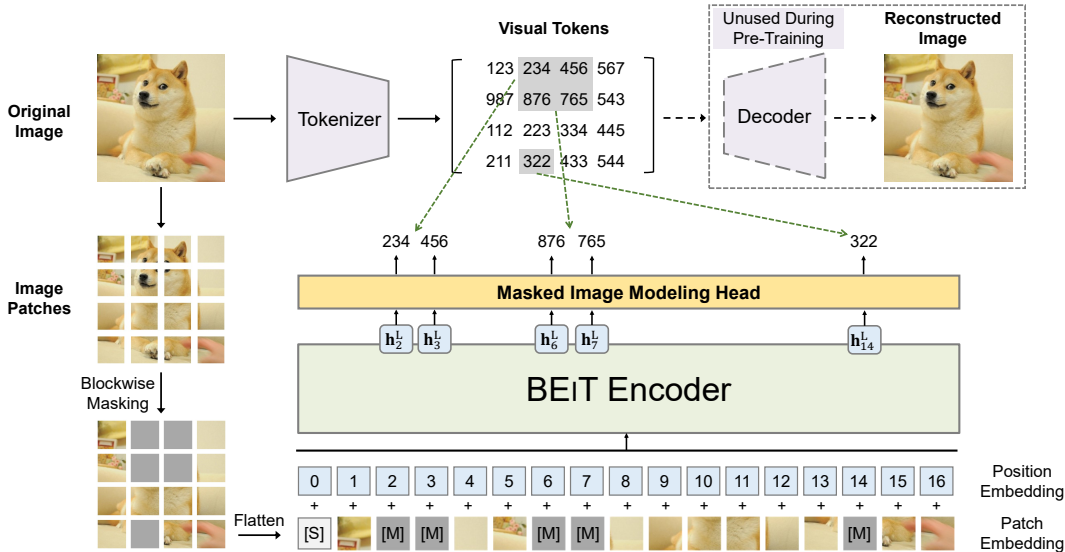 Original
Image
Tokenizer
Visual Tokens
123 234 456 567
987 876 765 543
112 223 334 445
211 322 433 544
Unused During
Pre-Training
Decoder
Reconstructed
Image
Image
Patches
234 456 876 765 322
Masked Image Modeling Head
h₂ᴸ h₃ᴸ h₆ᴸ h₇ᴸ h₁₄ᴸ
BEIT Encoder
Blockwise
Masking
0 1 2 3 4 5 6 7 8 9 10 11 12 13 14 15 16
Position
Embedding
+ + + + + + + + + + + + + + + + +
Flatten
[S] [M] [M] [M] [M] [M]
Patch
Embedding